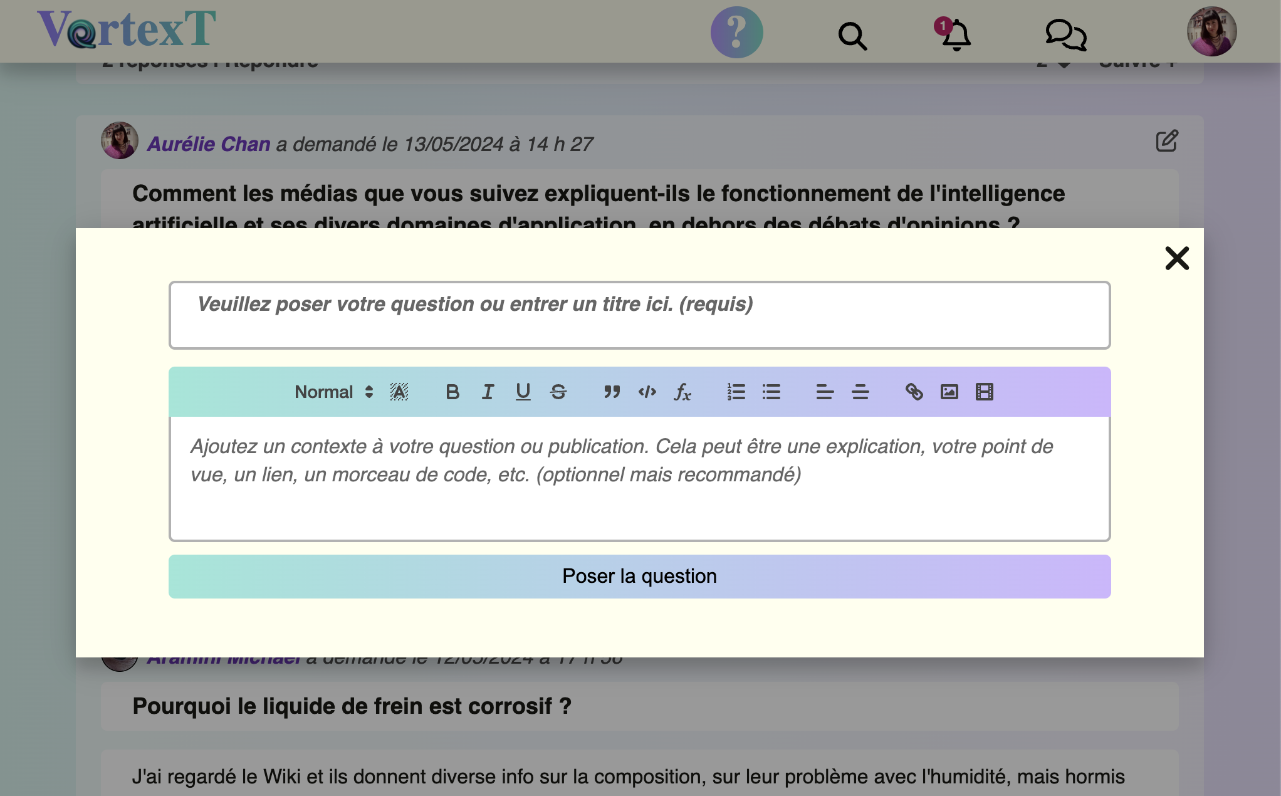 VortexT
?
1
2 réponses | Répondre
2 Suivre +
Aurélie Chan a demandé le 13/05/2024 à 14 h 27
Comment les médias que vous suivez expliquent-ils le fonctionnement de l'intelligence
artificielle et ses divers domaines d'application, en dehors des débats d'opinions ?
Veuillez poser votre question ou entrer un titre ici. (requis)
Normal A B I U S ” </> fx
Ajoutez un contexte à votre question ou publication. Cela peut être une explication, votre point de
vue, un lien, un morceau de code, etc. (optionnel mais recommandé)
Poser la question
Aramini Michael a demandé le 12/05/2024 à 17 h
Pourquoi le liquide de frein est corrosif ?
J'ai regardé le Wiki et ils donnent diverse info sur la composition, sur leur problème avec l'humidité, mais hormis